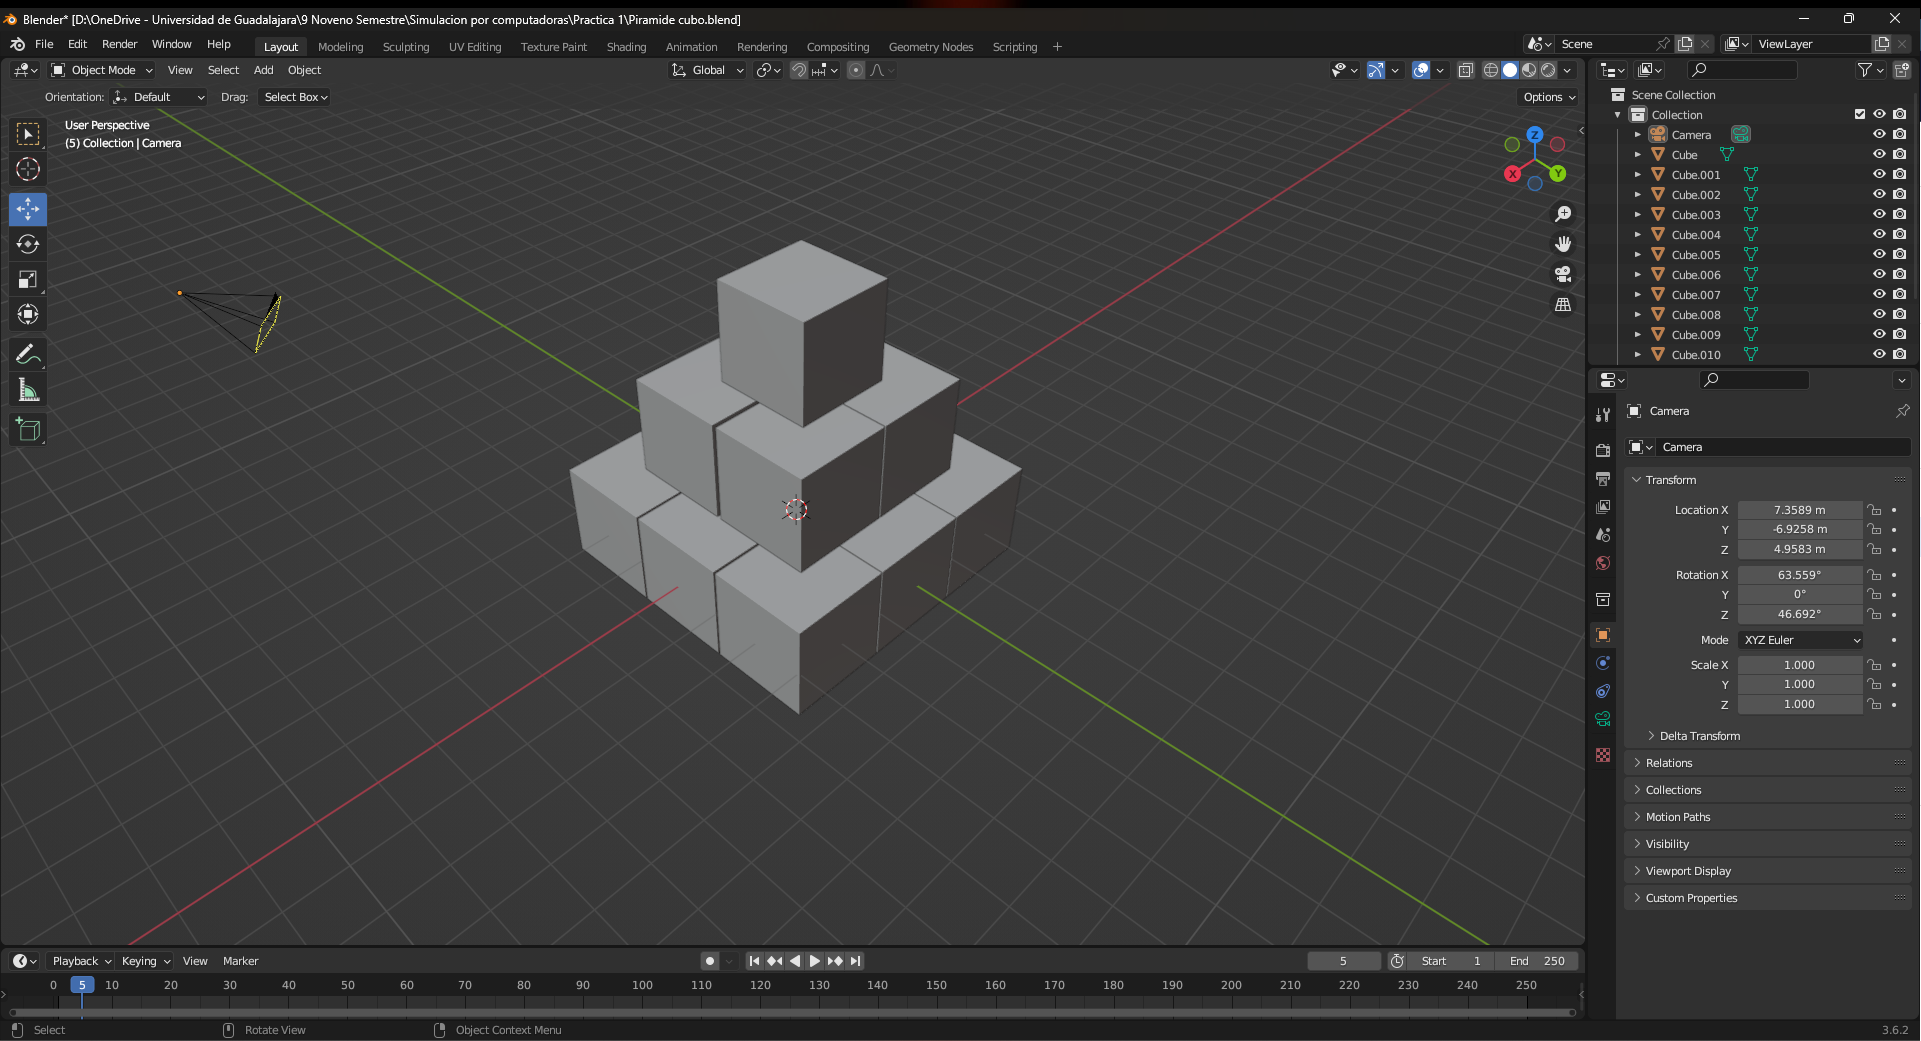 Blender* [D:\OneDrive - Universidad de Guadalajara\9 Noveno Semestre\Simulacion por computadoras\Practica 1\Piramide cubo.blend]
File Edit Render Window Help Layout Modeling Sculpting UV Editing Texture Paint Shading Animation Rendering Compositing Geometry Nodes Scripting + Scene ViewLayer
Object Mode View Select Add Object Global
Orientation: Default Drag: Select Box Options
User Perspective
(5) Collection | Camera
Z
X
Y
Scene Collection
Collection
Camera
Cube
Cube.001
Cube.002
Cube.003
Cube.004
Cube.005
Cube.006
Cube.007
Cube.008
Cube.009
Cube.010
Camera
Camera
Transform
Location X 7.3589 m
Y -6.9258 m
Z 4.9583 m
Rotation X 63.559°
Y 0°
Z 46.692°
Mode XYZ Euler
Scale X 1.000
Y 1.000
Z 1.000
Delta Transform
Relations
Collections
Motion Paths
Visibility
Viewport Display
Custom Properties
Playback Keying View Marker 5 Start 1 End 250
0 5 10 20 30 40 50 60 70 80 90 100 110 120 130 140 150 160 170 180 190 200 210 220 230 240 250
Select Rotate View Object Context Menu 3.6.2